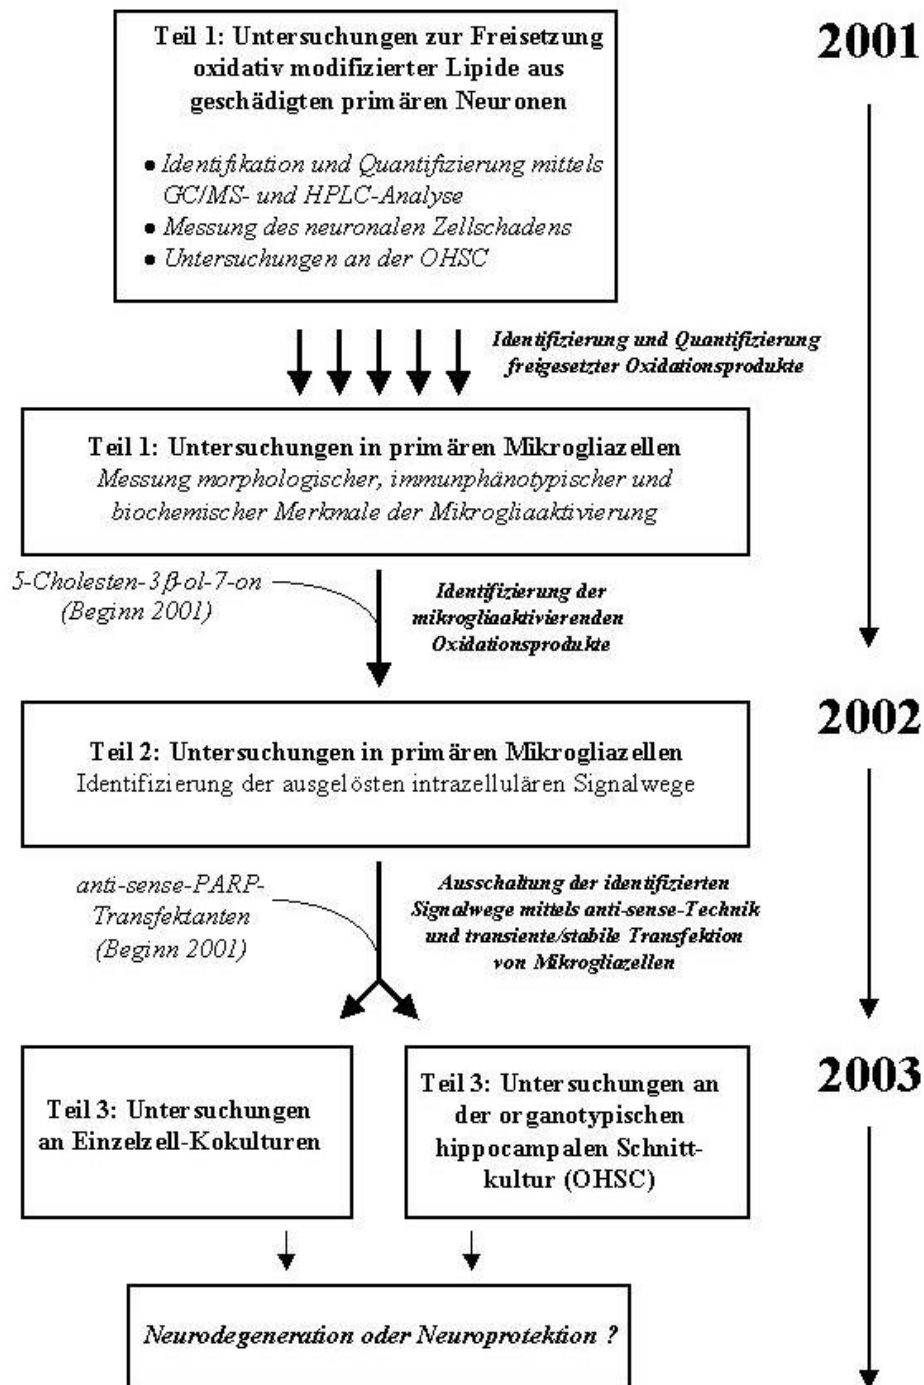 Teil 1: Untersuchungen zur Freisetzung
oxidativ modifizierter Lipide aus
geschädigten primären Neuronen
2001
• Identifikation und Quantifizierung mittels
GC/MS- und HPLC-Analyse
• Messung des neuronalen Zellschadens
• Untersuchungen an der OHSC
Identifizierung und Quantifizierung
freigesetzter Oxidationsprodukte
Teil 1: Untersuchungen in primären Mikrogliazellen
Messung morphologischer, immunphänotypischer und
biochemischer Merkmale der Mikrogliaaktivierung
5-Cholesten-3β-ol-7-on
(Beginn 2001)
Identifizierung der
mikrogliaaktivierenden
Oxidationsprodukte
2002
Teil 2: Untersuchungen in primären Mikrogliazellen
Identifizierung der ausgelösten intrazellulären Signalwege
anti-sense-PARP-
Transfektanten
(Beginn 2001)
Ausschaltung der identifizierten
Signalwege mittels anti-sense-Technik
und transiente/stabile Transfektion
von Mikrogliazellen
2003
Teil 3: Untersuchungen
an Einzelzell-Kokulturen
Teil 3: Untersuchungen an
der organotypischen
hippocampalen Schnitt-
kultur (OHSC)
Neurodegeneration oder Neuroprotektion ?